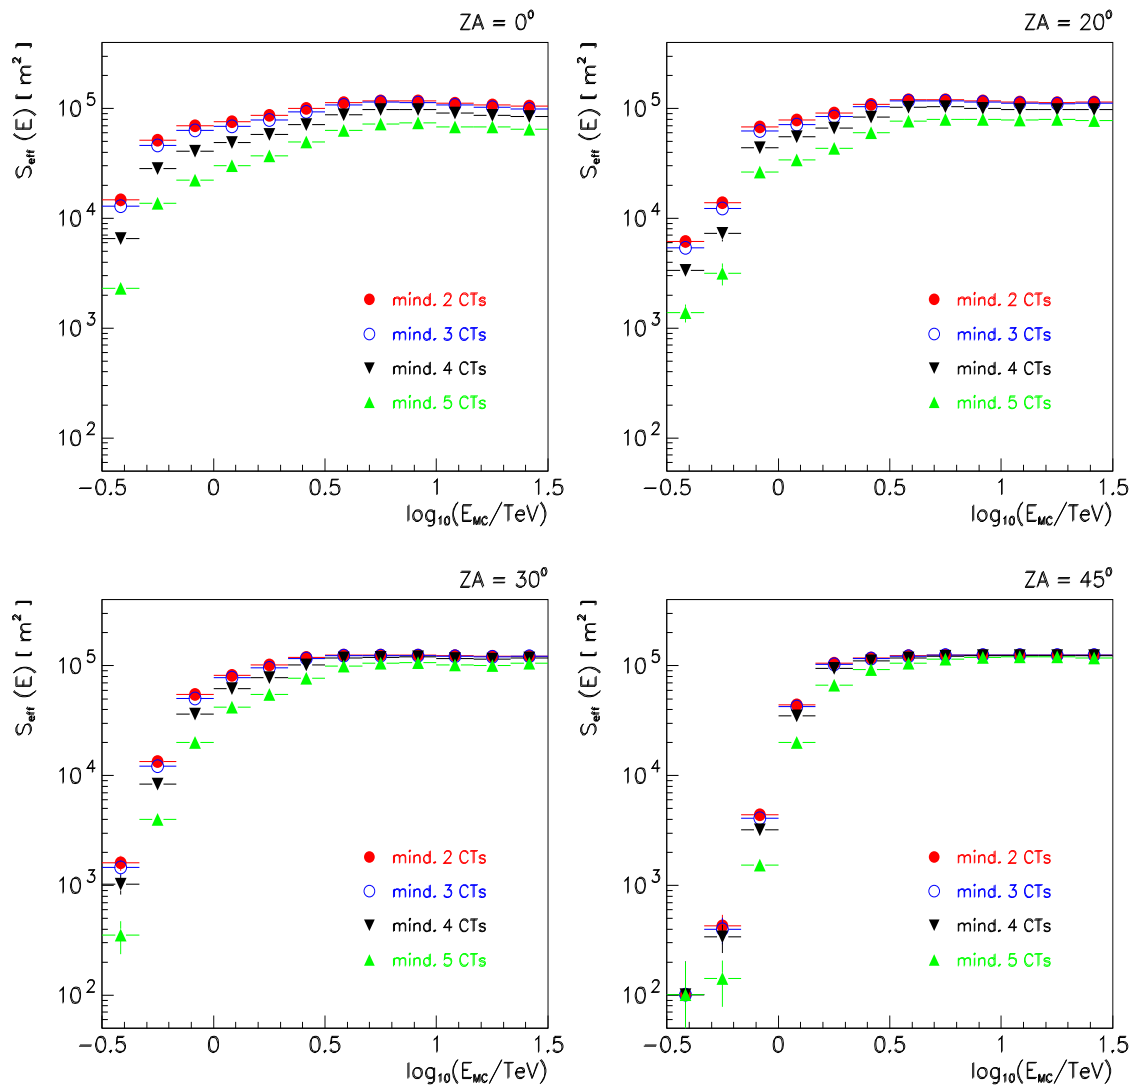 ZA = 0⁰
S_eff (E) [ m² ]
10⁵
10⁴
10³
10²
mind. 2 CTs
mind. 3 CTs
mind. 4 CTs
mind. 5 CTs
-0.5 0 0.5 1 1.5
log₁₀(E_MC/TeV)
ZA = 20⁰
S_eff (E) [ m² ]
10⁵
10⁴
10³
10²
mind. 2 CTs
mind. 3 CTs
mind. 4 CTs
mind. 5 CTs
-0.5 0 0.5 1 1.5
log₁₀(E_MC/TeV)
ZA = 30⁰
S_eff (E) [ m² ]
10⁵
10⁴
10³
10²
mind. 2 CTs
mind. 3 CTs
mind. 4 CTs
mind. 5 CTs
-0.5 0 0.5 1 1.5
log₁₀(E_MC/TeV)
ZA = 45⁰
S_eff (E) [ m² ]
10⁵
10⁴
10³
10²
mind. 2 CTs
mind. 3 CTs
mind. 4 CTs
mind. 5 CTs
-0.5 0 0.5 1 1.5
log₁₀(E_MC/TeV)